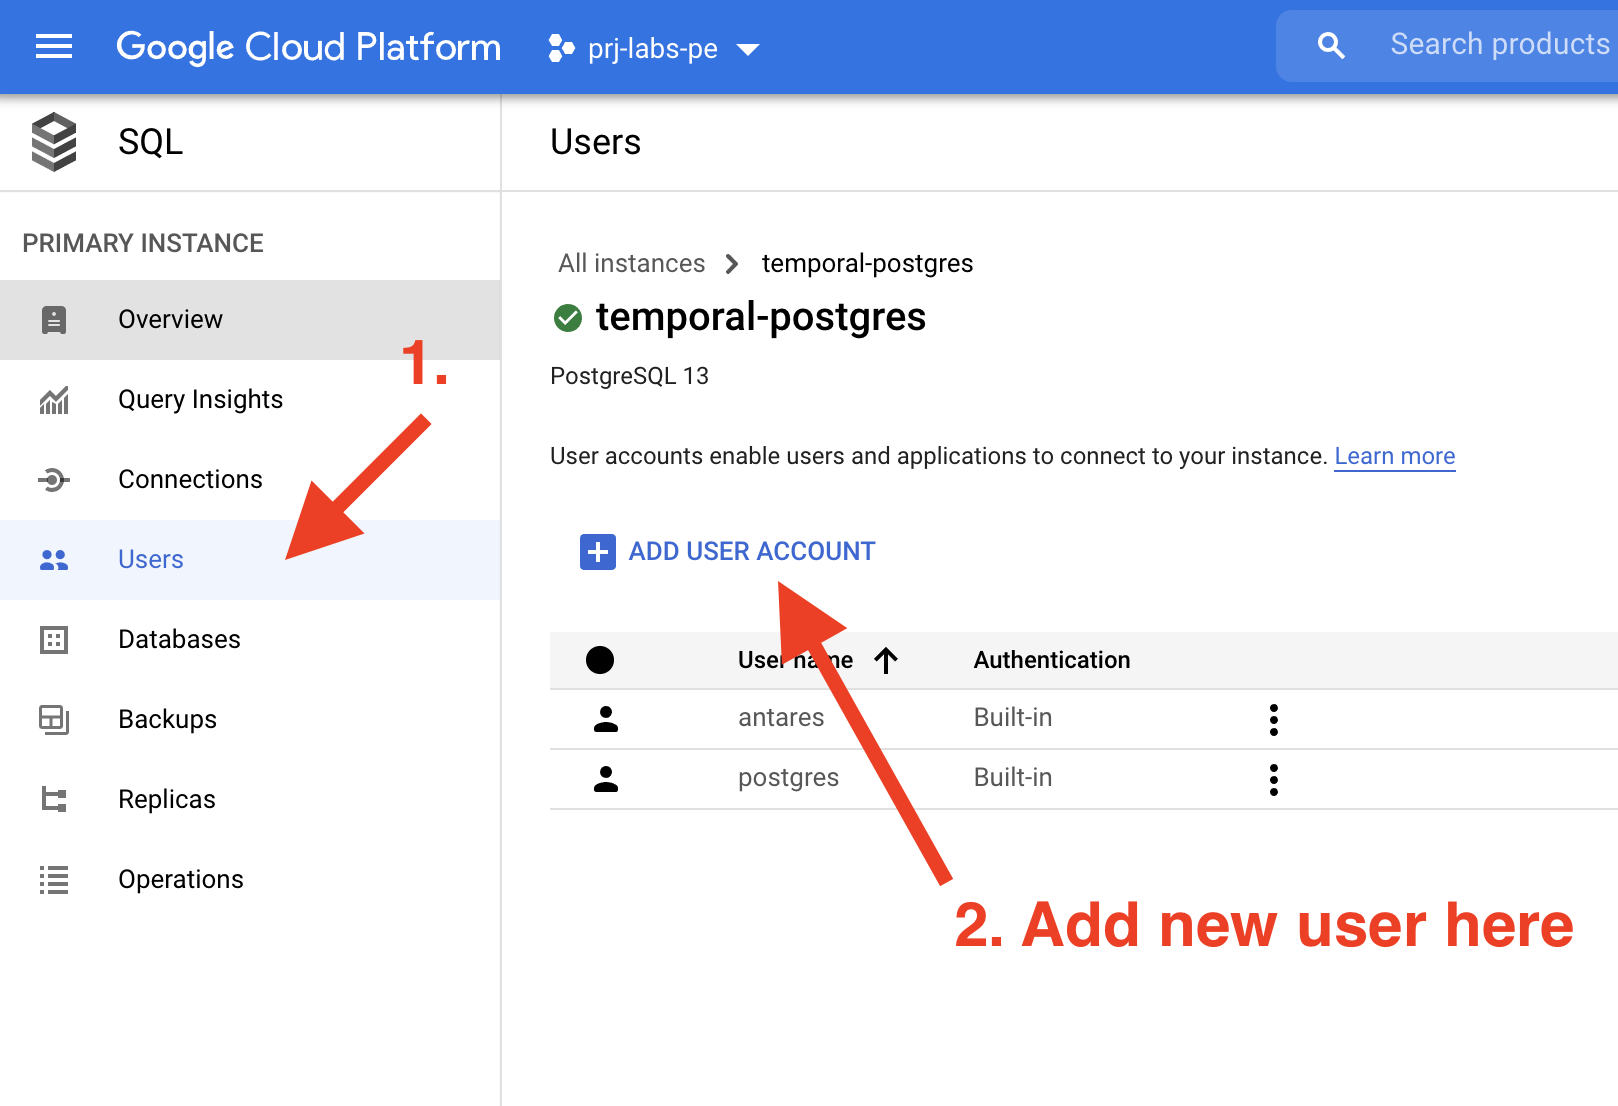 Google Cloud Platform
prj-labs-pe
Search products
SQL
Users
PRIMARY INSTANCE
Overview
Query Insights
Connections
Users
Databases
Backups
Replicas
Operations
1.
All instances
temporal-postgres
temporal-postgres
PostgreSQL 13
User accounts enable users and applications to connect to your instance. Learn more
ADD USER ACCOUNT
User name Authentication
antares Built-in
postgres Built-in
2. Add new user here